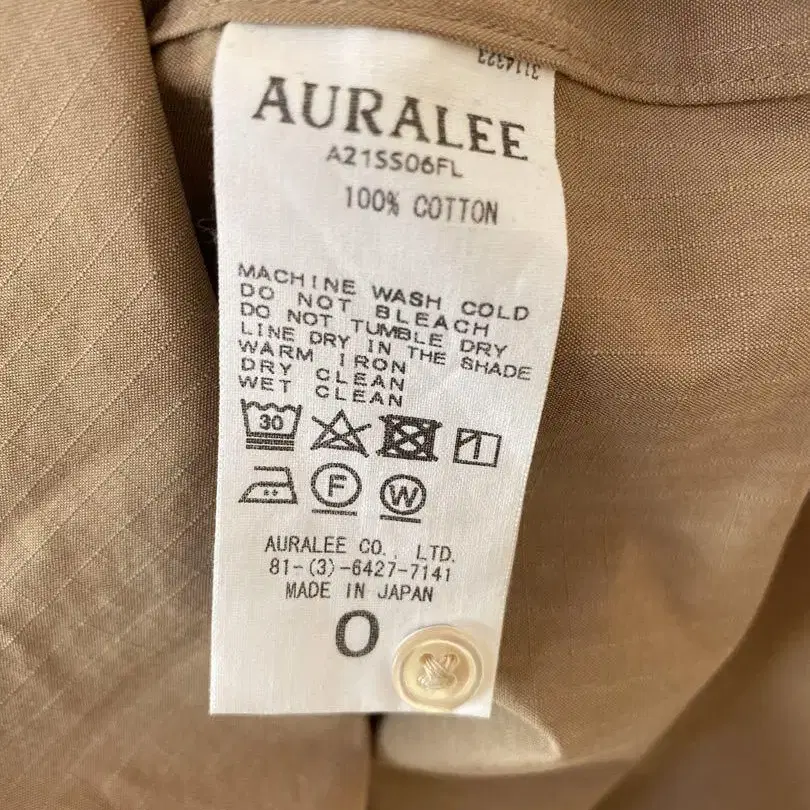 3114323
AURALEE
A21SS06FL
100% COTTON
MACHINE WASH COLD
DO NOT BLEACH
DO NOT TUMBLE DRY
LINE DRY IN THE SHADE
WARM IRON
DRY CLEAN
WET CLEAN
30
F W
AURALEE CO., LTD.
81-(3)-6427-7141
MADE IN JAPAN
0